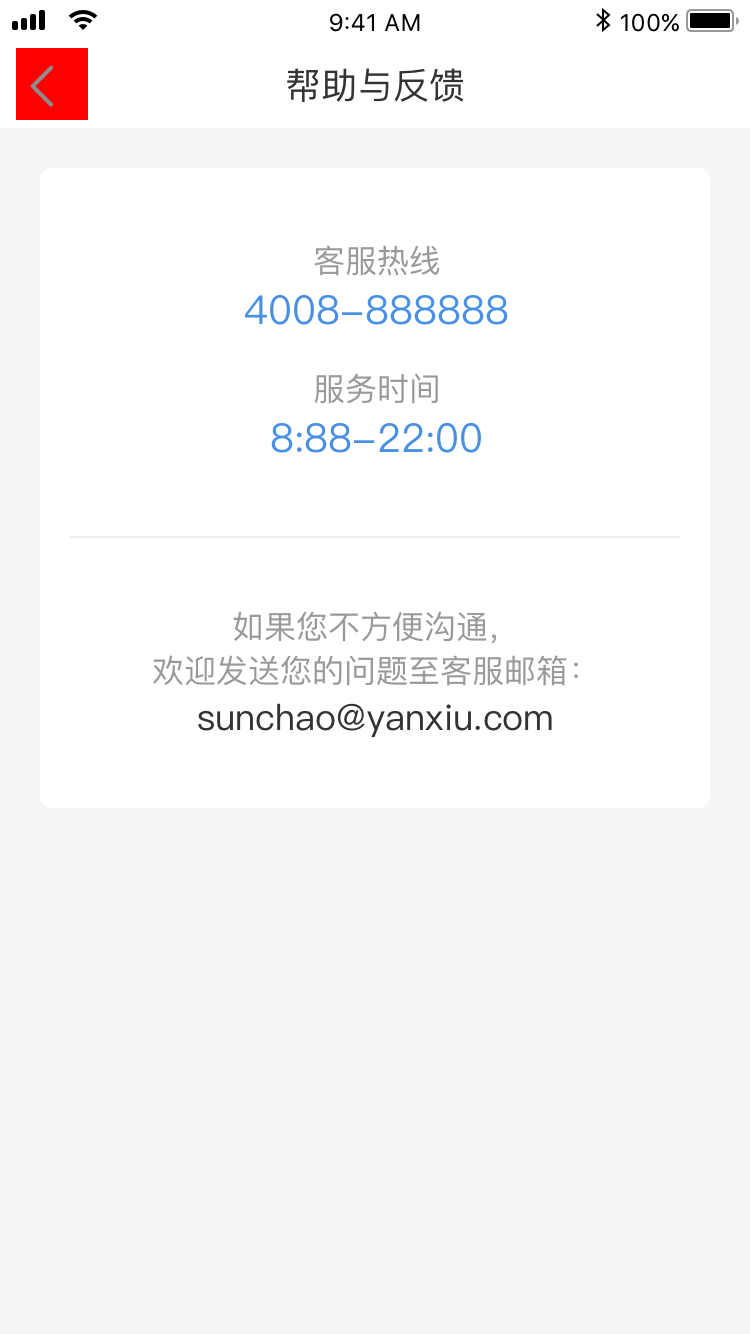 9:41 AM
100%
帮助与反馈
客服热线
4008–888888
服务时间
8:88–22:00
如果您不方便沟通，
欢迎发送您的问题至客服邮箱：
sunchao@yanxiu.com